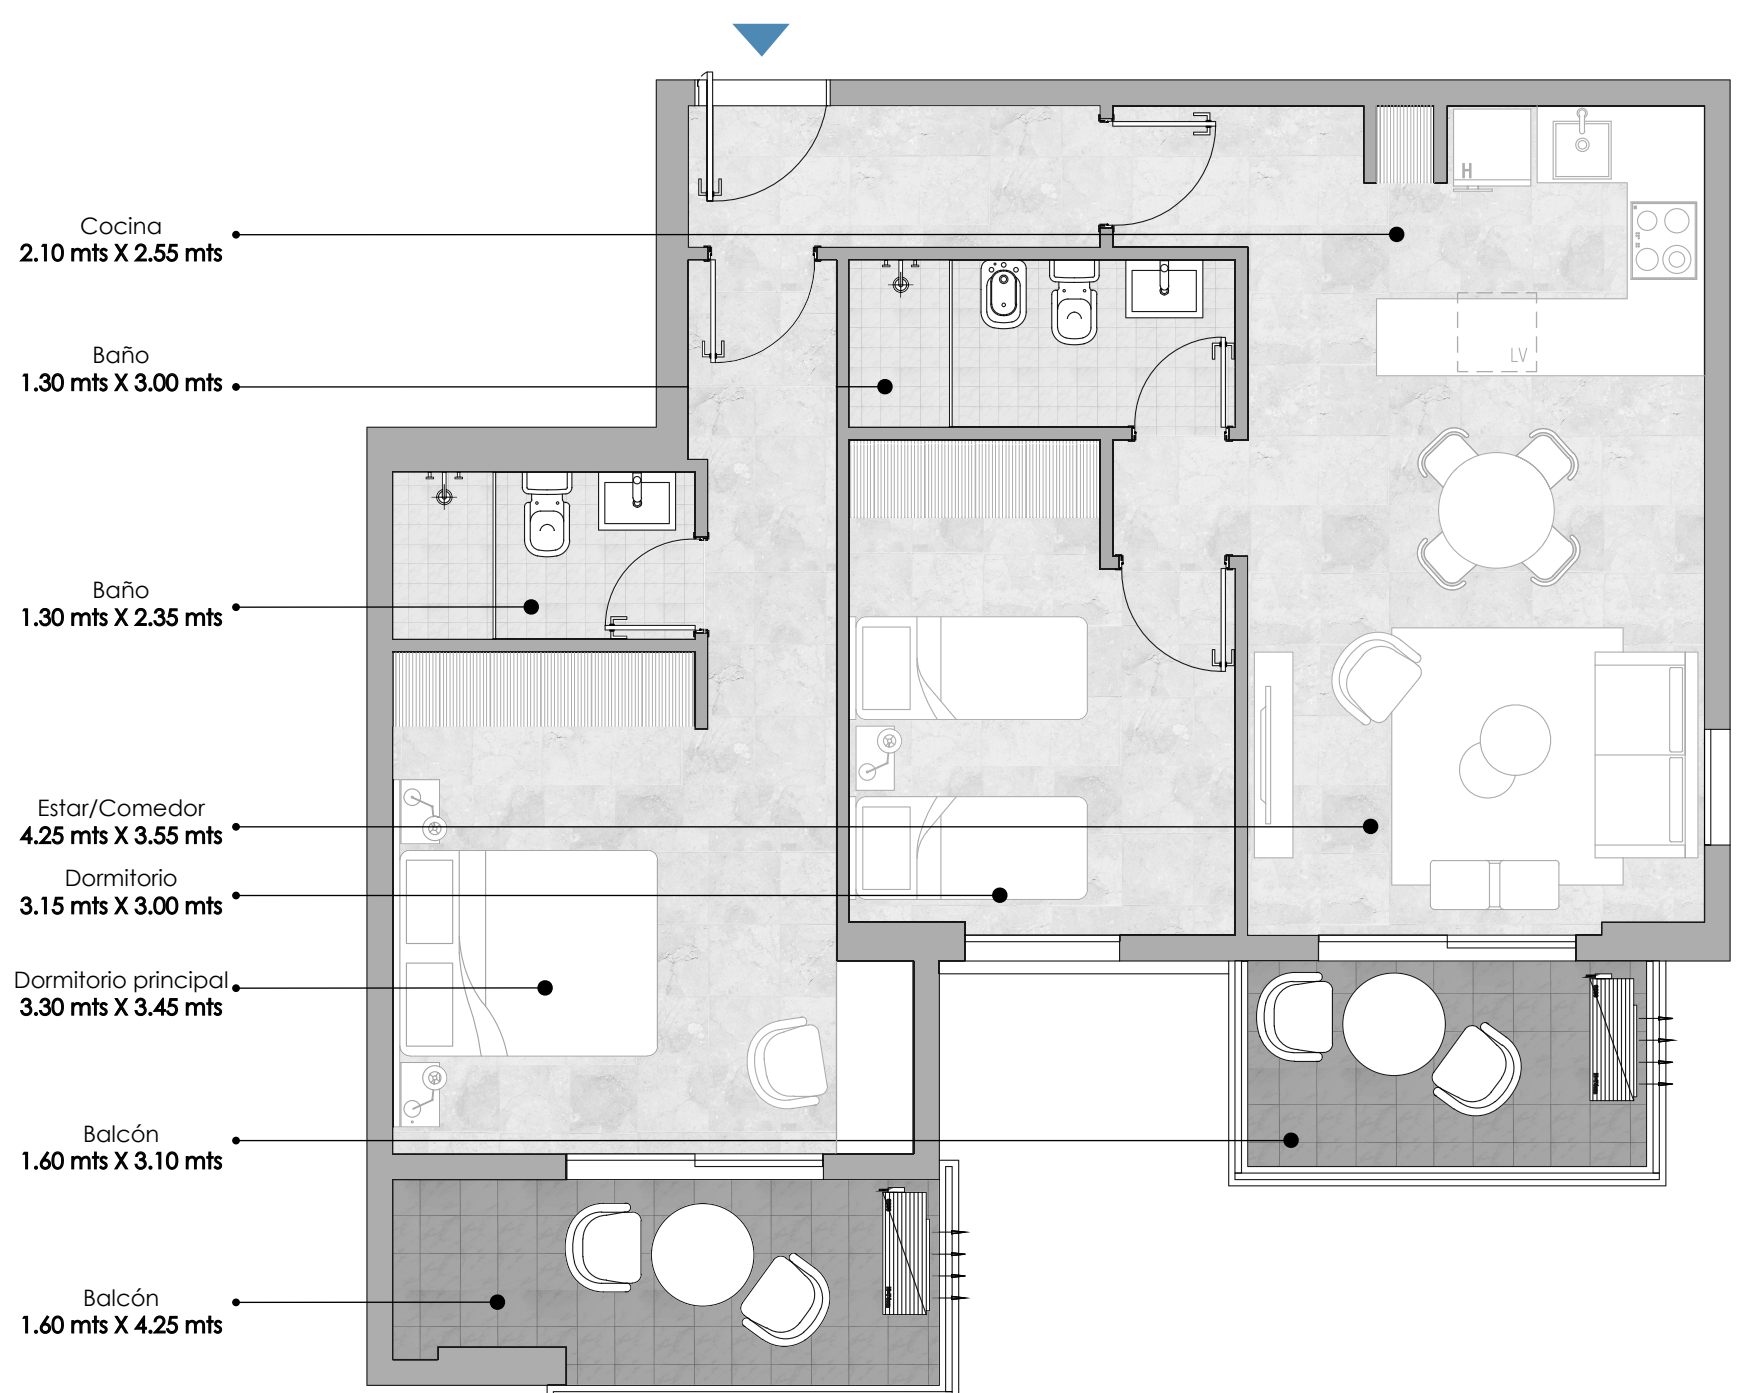 H
Cocina
2.10 mts X 2.55 mts
LV
Baño
1.30 mts X 3.00 mts
Baño
1.30 mts X 2.35 mts
Estar/Comedor
4.25 mts X 3.55 mts
Dormitorio
3.15 mts X 3.00 mts
Dormitorio principal
3.30 mts X 3.45 mts
Balcón
1.60 mts X 3.10 mts
Balcón
1.60 mts X 4.25 mts